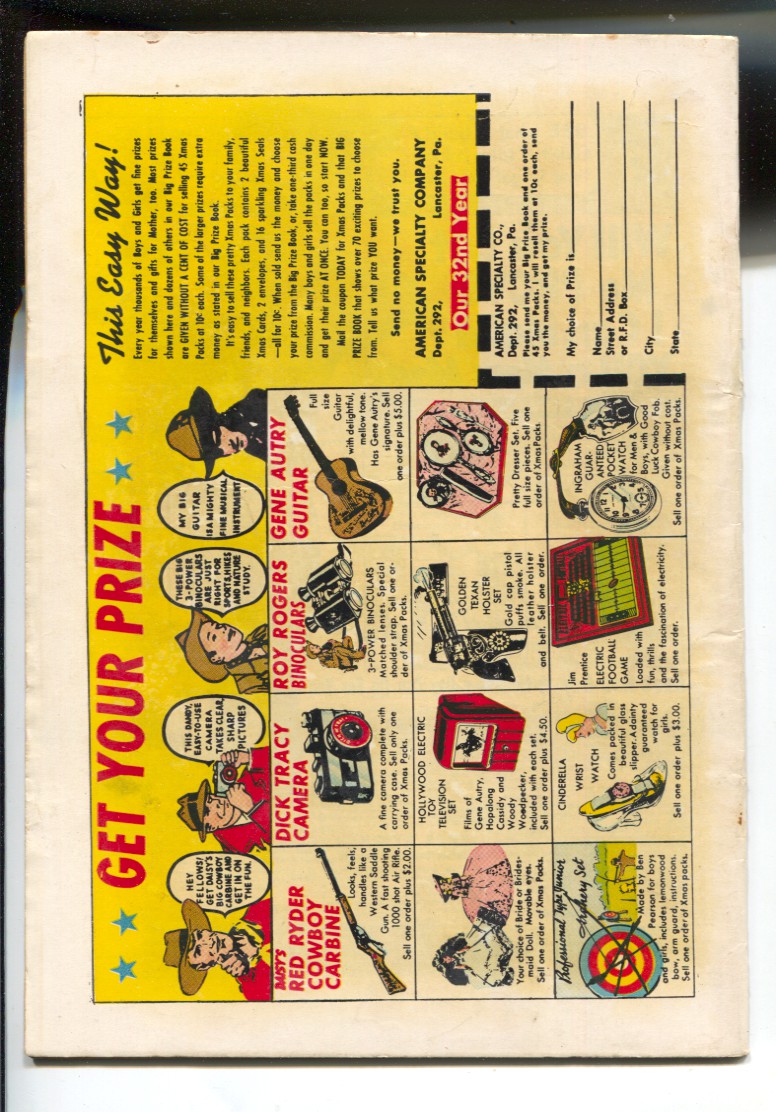 GET YOUR PRIZE
This Easy Way!
HEY
FELLOWS!
GET DAISY'S
BIG COWBOY
CARBINE AND
GET IN ON
THE FUN.
THIS DANDY,
EASY-TO-USE
CAMERA
TAKES CLEAR,
SHARP
PICTURES
THESE BIG
3-POWER
BINOCULARS
ARE JUST
RIGHT FOR
SPORTS, HIKES
AND NATURE
STUDY.
MY BIG
GUITAR
IS A MIGHTY
FINE MUSICAL
INSTRUMENT
DAISY'S
RED RYDER
COWBOY
CARBINE
Looks, feels,
handles like a
Western Saddle
Gun. A fast shooting
1000 shot Air Rifle.
Sell one order plus $2.00.
DICK TRACY
CAMERA
A fine camera complete with
carrying case. Sell only one
order of Xmas Packs.
ROY ROGERS
BINOCULARS
3-POWER BINOCULARS
Matched lenses. Special
shoulder strap. Sell one or-
der of Xmas Packs.
GENE AUTRY
GUITAR
Full
size
Guitar
with delightful,
mellow tone.
Has Gene Autry's
signature. Sell
one order plus $5.00.
Your choice of Bride or Brides-
maid Doll. Movable eyes.
Sell one order of Xmas Packs.
HOLLYWOOD ELECTRIC
TOY
TELEVISION
SET
Films of
Gene Autry,
Hopalong
Cassidy and
Woody
Woodpecker,
included with each set.
Sell one order plus $4.50.
GOLDEN
TEXAN
HOLSTER
SET
Gold cap pistol
puffs smoke. All
leather holster
and belt. Sell one order.
Pretty Dresser Set. Five
full size pieces. Sell one
order of Xmas Packs
Professional Type Junior
Archery Set
Made by Ben
Pearson for boys
and girls, includes lemonwood
bow, arm guard, instructions.
Sell one order of Xmas packs.
CINDERELLA
WRIST
WATCH
Comes packed in
beautiful glass
slipper. A dainty
guaranteed
watch for
girls.
Sell one order plus $3.00.
Jim
Prentice
ELECTRIC
FOOTBALL
GAME
Loaded with
fun, thrills
and the fascination of electricity.
Sell one order.
INGRAHAM
GUAR-
ANTEED
POCKET
WATCH
for Men &
Boys, with Good
Luck Cowboy Fob.
Given without cost.
Sell one order of Xmas Packs.
Every year thousands of Boys and Girls get fine prizes
for themselves and gifts for Mother, too. Most prizes
shown here and dozens of others in our Big Prize Book
are GIVEN WITHOUT A CENT OF COST for selling 45 Xmas
Packs at 10c each. Some of the larger prizes require extra
money as stated in our Big Prize Book.
It's easy to sell these pretty Xmas Packs to your family,
friends, and neighbors. Each pack contains 2 beautiful
Xmas Cards, 2 envelopes, and 16 sparkling Xmas Seals
—all for 10c. When sold send us the money and choose
your prize from the Big Prize Book, or, take one-third cash
commission. Many boys and girls sell the packs in one day
and get their prize AT ONCE. You can too, so start NOW.
Mail the coupon TODAY for Xmas Packs and that BIG
PRIZE BOOK that shows over 70 exciting prizes to choose
from. Tell us what prize YOU want.
Send no money—we trust you.
AMERICAN SPECIALTY COMPANY
Dept. 292, Lancaster, Pa.
Our 32nd Year
AMERICAN SPECIALTY CO.,
Dept. 292, Lancaster, Pa.
Please send me your Big Prize Book and one order of
45 Xmas Packs. I will resell them at 10c each, send
you the money, and get my prize.
My choice of Prize is
Name
Street Address
or R.F.D. Box
City
State